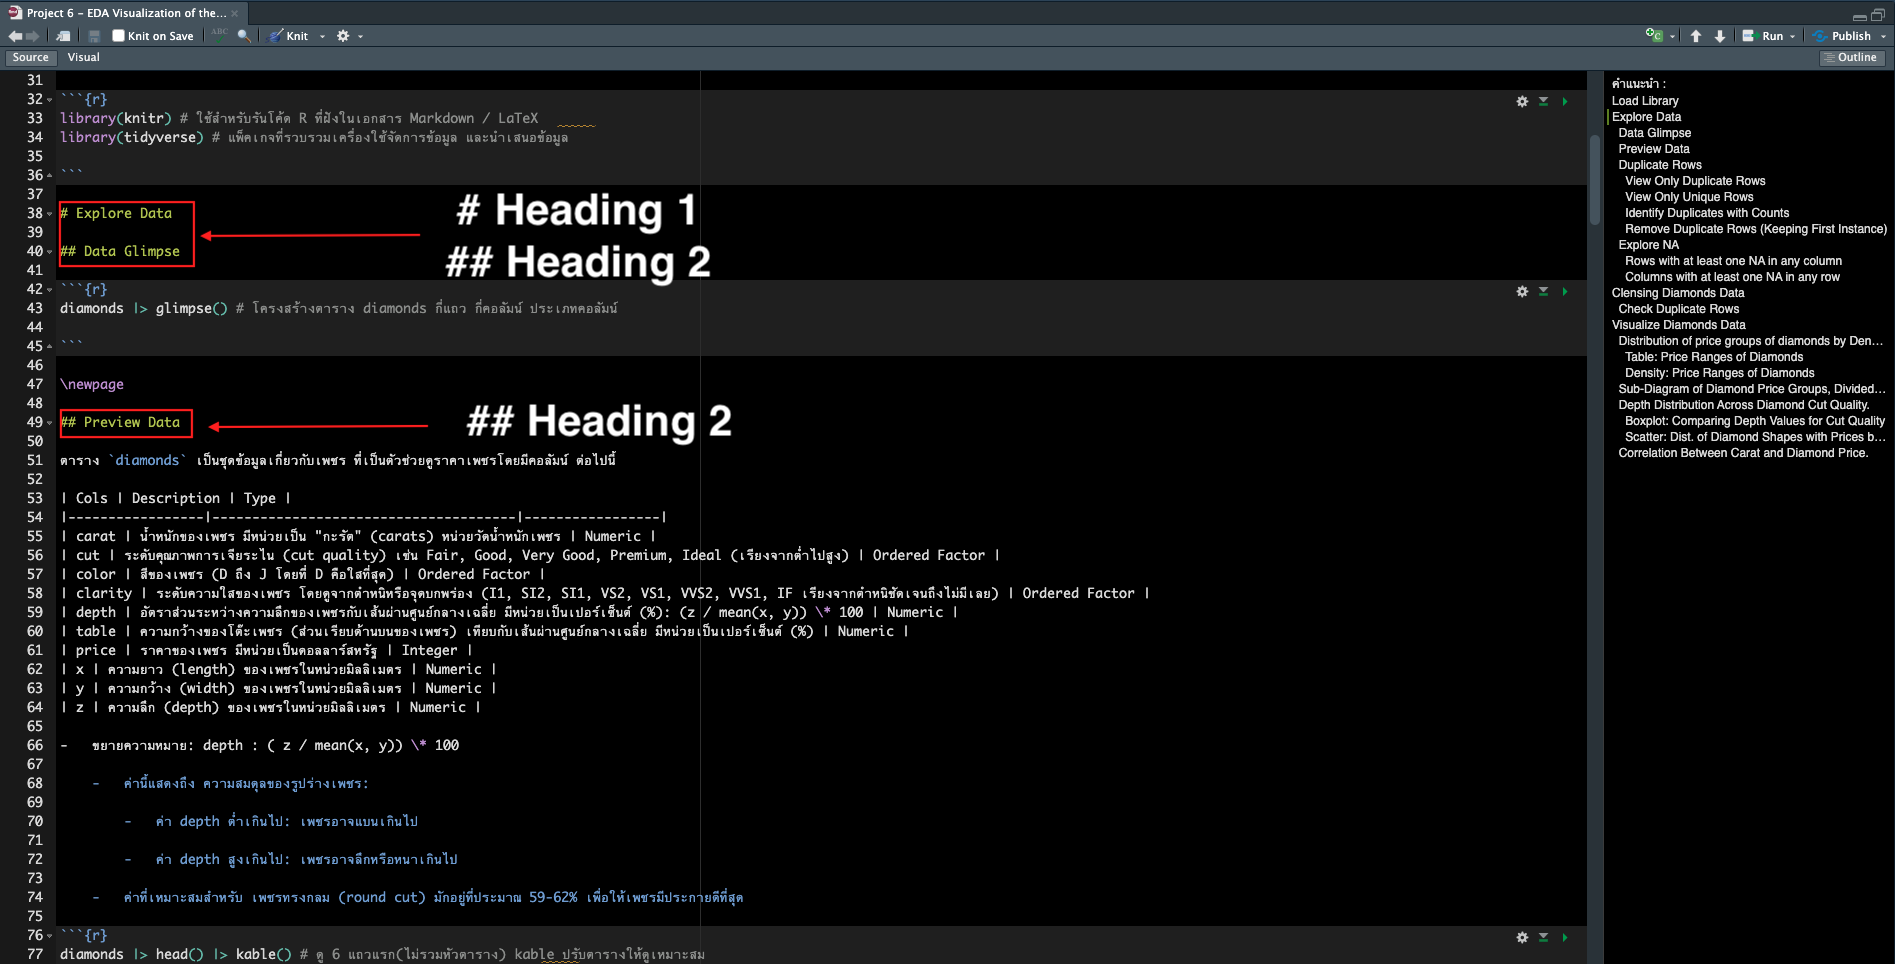 Project 6 – EDA Visualization of the...
Knit on Save
ABC
Knit
Run
Publish
Source
Visual
Outline
31
32 ```{r}
33 library(knitr) # ใช้สำหรับรันโค้ด R ที่ฝังในเอกสาร Markdown / LaTeX
34 library(tidyverse) # แพ็คเกจที่รวบรวมเครื่องใช้จัดการข้อมูล และนำเสนอข้อมูล
35
36 ```
37
38 # Explore Data
39
40 ## Data Glimpse
41
# Heading 1
## Heading 2
42 ```{r}
43 diamonds |> glimpse() # โครงสร้างตาราง diamonds กี่แถว กี่คอลัมน์ ประเภทคอลัมน์
44
45 ```
46
47 \newpage
48
49 ## Preview Data
## Heading 2
50
51 ตาราง `diamonds` เป็นชุดข้อมูลเกี่ยวกับเพชร ที่เป็นตัวช่วยดูราคาเพชรโดยมีคอลัมน์ ต่อไปนี้
52
53 | Cols | Description | Type |
54 |-----------------|--------------------------------------|-----------------|
55 | carat | น้ำหนักของเพชร มีหน่วยเป็น "กะรัต" (carats) หน่วยวัดน้ำหนักเพชร | Numeric |
56 | cut | ระดับคุณภาพการเจียระไน (cut quality) เช่น Fair, Good, Very Good, Premium, Ideal (เรียงจากต่ำไปสูง) | Ordered Factor |
57 | color | สีของเพชร (D ถึง J โดยที่ D คือใสที่สุด) | Ordered Factor |
58 | clarity | ระดับความใสของเพชร โดยดูจากตำหนิหรือจุดบกพร่อง (I1, SI2, SI1, VS2, VS1, VVS2, VVS1, IF เรียงจากตำหนิชัดเจนถึงไม่มีเลย) | Ordered Factor |
59 | depth | อัตราส่วนระหว่างความลึกของเพชรกับเส้นผ่านศูนย์กลางเฉลี่ย มีหน่วยเป็นเปอร์เซ็นต์ (%): (z / mean(x, y)) \* 100 | Numeric |
60 | table | ความกว้างของโต๊ะเพชร (ส่วนเรียบด้านบนของเพชร) เทียบกับเส้นผ่านศูนย์กลางเฉลี่ย มีหน่วยเป็นเปอร์เซ็นต์ (%) | Numeric |
61 | price | ราคาของเพชร มีหน่วยเป็นดอลลาร์สหรัฐ | Integer |
62 | x | ความยาว (length) ของเพชรในหน่วยมิลลิเมตร | Numeric |
63 | y | ความกว้าง (width) ของเพชรในหน่วยมิลลิเมตร | Numeric |
64 | z | ความลึก (depth) ของเพชรในหน่วยมิลลิเมตร | Numeric |
65
66 - ขยายความหมาย: depth : ( z / mean(x, y)) \* 100
67
68 - ค่านี้แสดงถึง ความสมดุลของรูปร่างเพชร:
69
70 - ค่า depth ต่ำเกินไป: เพชรอาจแบนเกินไป
71
72 - ค่า depth สูงเกินไป: เพชรอาจลึกหรือหนาเกินไป
73
74 - ค่าที่เหมาะสมสำหรับ เพชรทรงกลม (round cut) มักอยู่ที่ประมาณ 59-62% เพื่อให้เพชรมีประกายดีที่สุด
75
76 ```{r}
77 diamonds |> head() |> kable() # ดู 6 แถวแรก(ไม่รวมหัวตาราง) kable ปรับตารางให้ดูเหมาะสม
คำแนะนำ :
Load Library
Explore Data
Data Glimpse
Preview Data
Duplicate Rows
View Only Duplicate Rows
View Only Unique Rows
Identify Duplicates with Counts
Remove Duplicate Rows (Keeping First Instance)
Explore NA
Rows with at least one NA in any column
Columns with at least one NA in any row
Clensing Diamonds Data
Check Duplicate Rows
Visualize Diamonds Data
Distribution of price groups of diamonds by Den...
Table: Price Ranges of Diamonds
Density: Price Ranges of Diamonds
Sub-Diagram of Diamond Price Groups, Divided...
Depth Distribution Across Diamond Cut Quality.
Boxplot: Comparing Depth Values for Cut Quality
Scatter: Dist. of Diamond Shapes with Prices b...
Correlation Between Carat and Diamond Price.